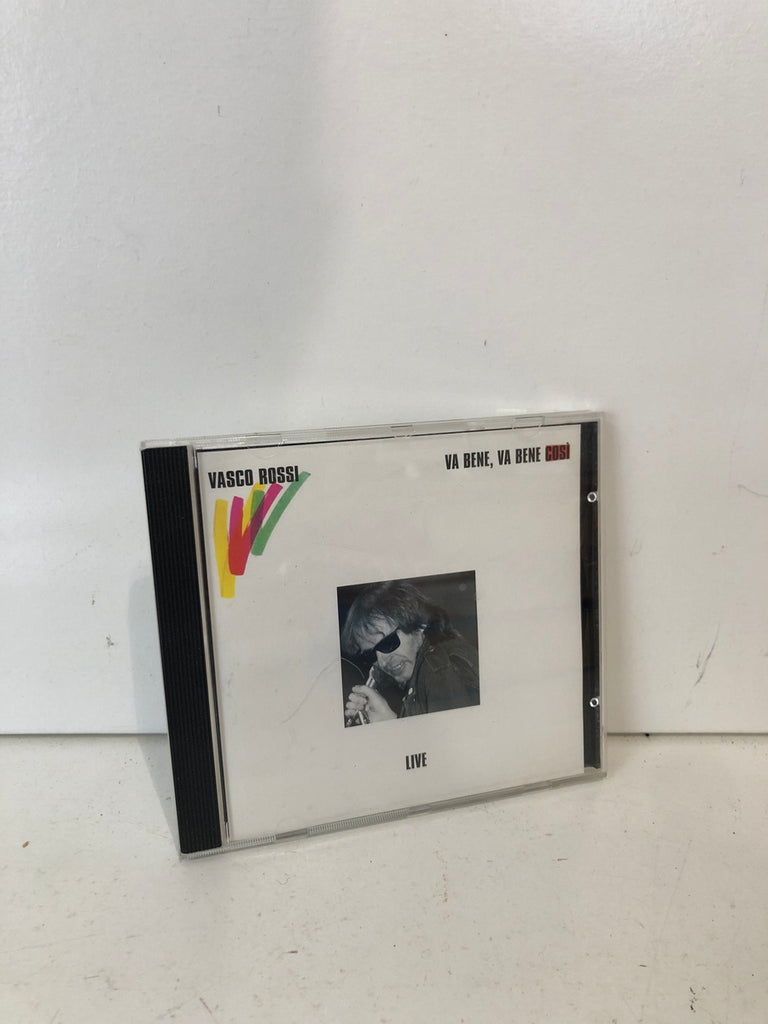 VASCO ROSSI
VA BENE, VA BENE COSÌ
LIVE